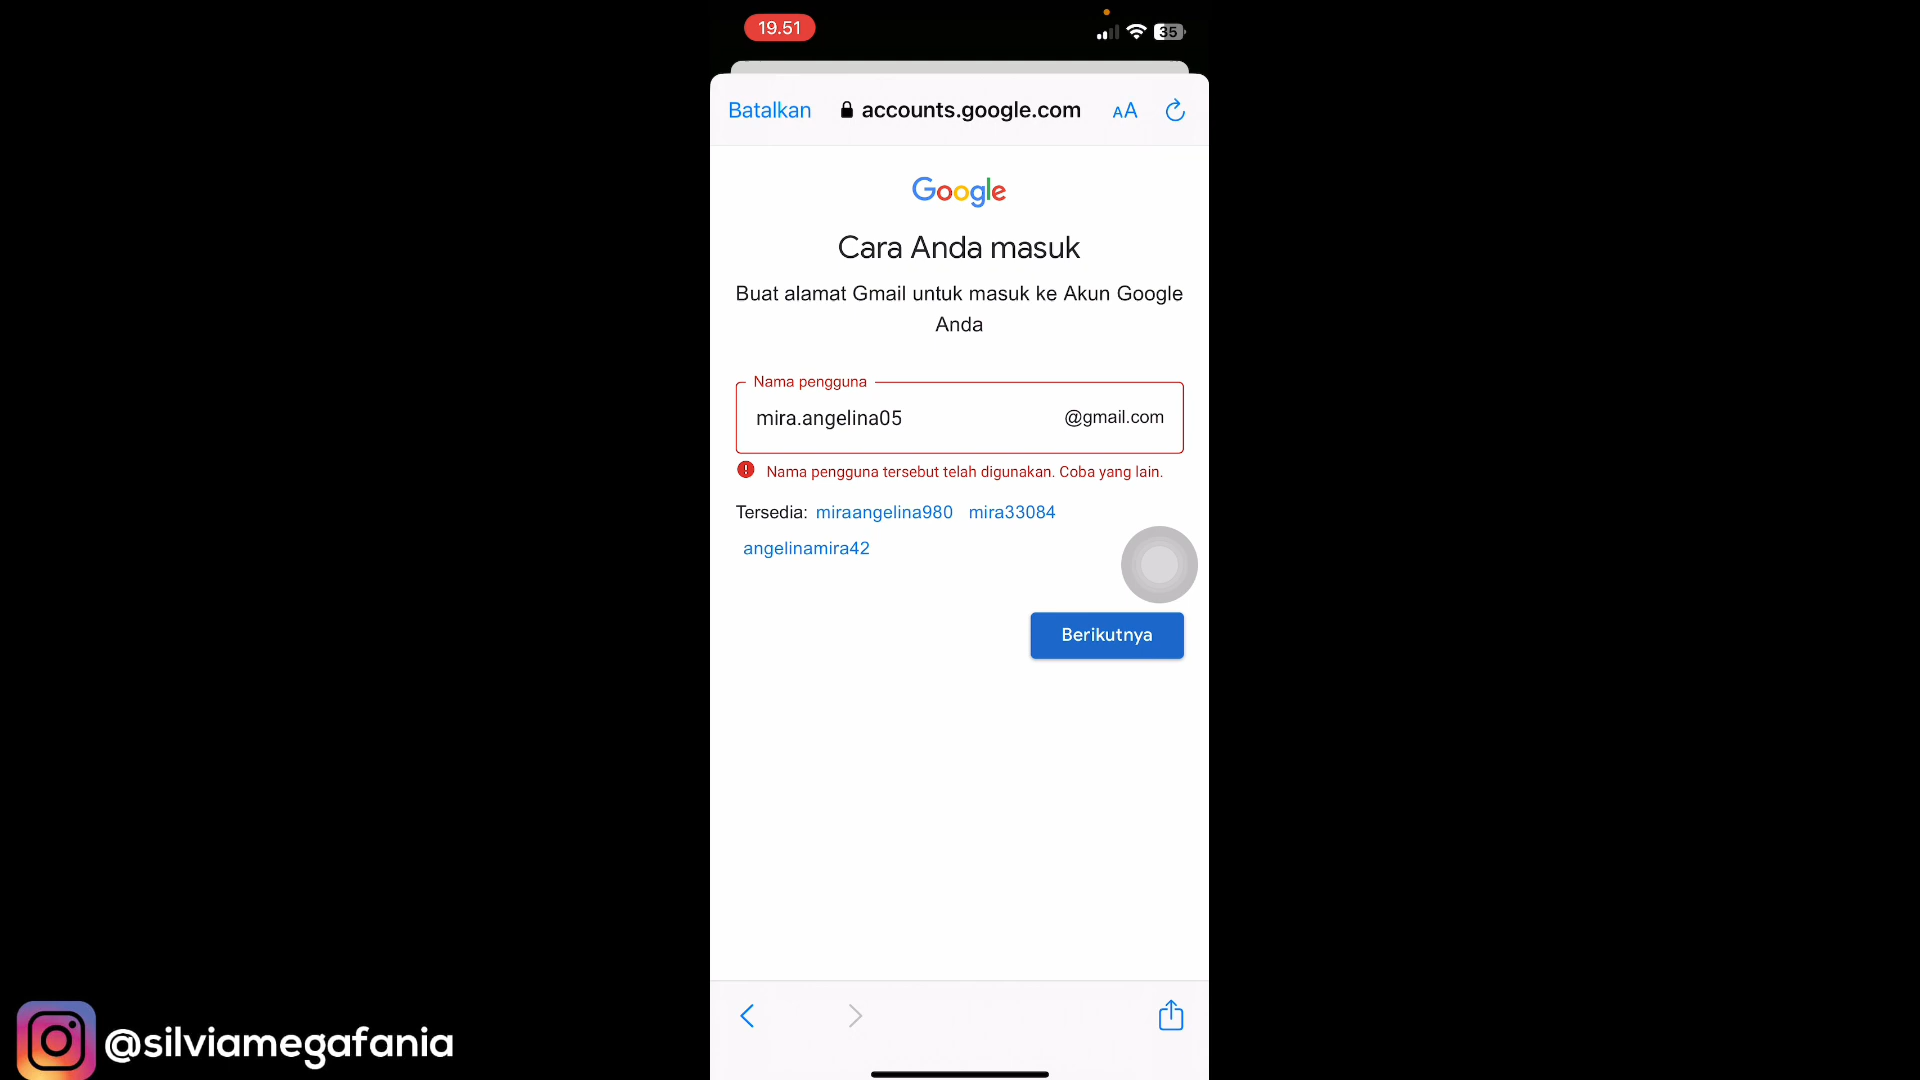 19.51
35
Batalkan accounts.google.com AA
Google
Cara Anda masuk
Buat alamat Gmail untuk masuk ke Akun Google
Anda
Nama pengguna
mira.angelina05 @gmail.com
Nama pengguna tersebut telah digunakan. Coba yang lain.
Tersedia: miraangelina980 mira33084
angelinamira42
Berikutnya
@silviamegafania